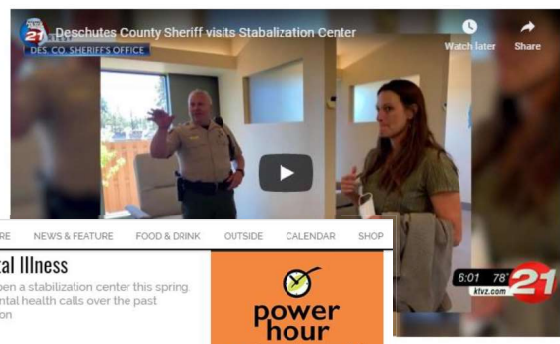 21
Deschutes County Sheriff visits Stabalization Center
Watch later
Share
DES. CO. SHERIFF'S OFFICE
RE NEWS & FEATURE FOOD & DRINK OUTSIDE CALENDAR SHOP
tal Illness
pen a stabilization center this spring
ntal health calls over the past
on
power
hour
6:01 78°
ktvz.com
21